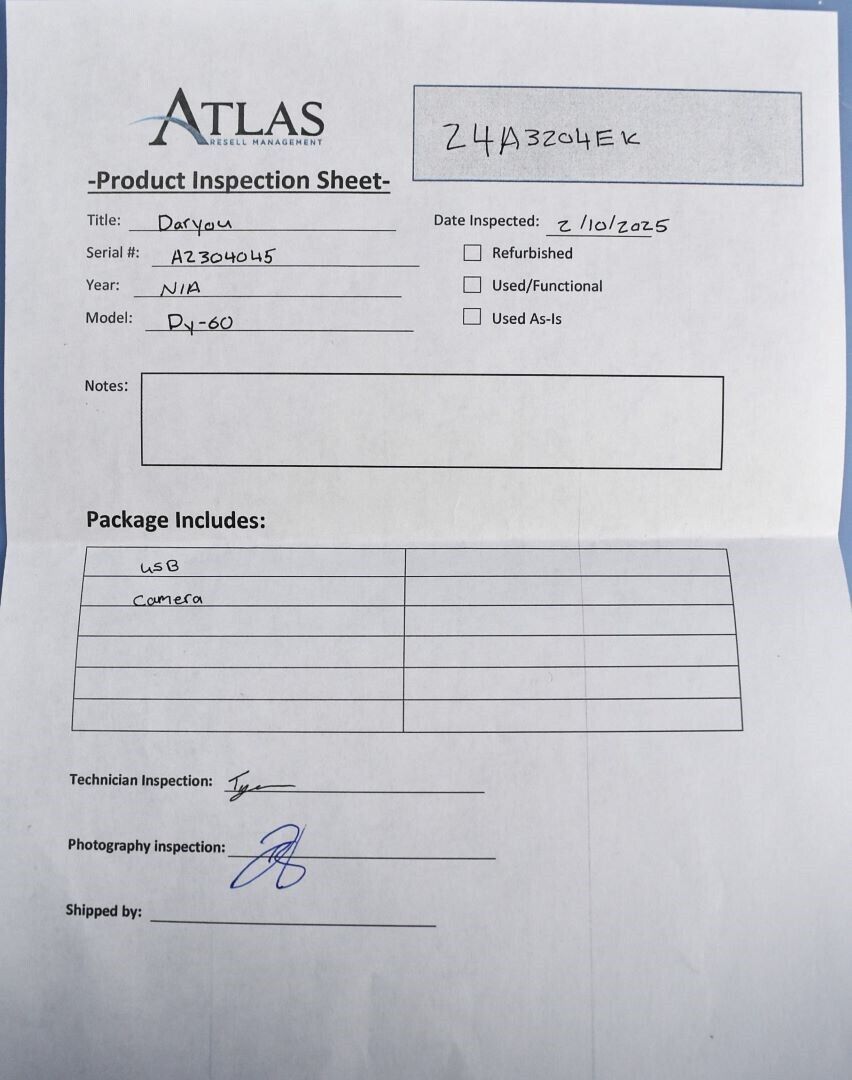 ATLAS
RESELL MANAGEMENT
24A3204EK
-Product Inspection Sheet-
Title: Daryou
Date Inspected: 2/10/2025
Serial #: A2304045
Refurbished
Year: N/A
Used/Functional
Model: Dy-60
Used As-Is
Notes:
Package Includes:
USB
Camera
Technician Inspection:
Photography inspection:
Shipped by: